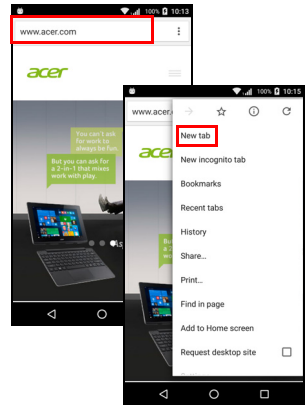 100% 10:13
www.acer.com
acer
You can't ask
for work to
always be fun.
But you can ask for
a 2-in-1 that mixes
work with play.
100% 10:15
www.acer.
New tab
New incognito tab
Bookmarks
Recent tabs
History
Share...
Print...
Find in page
Add to Home screen
Request desktop site